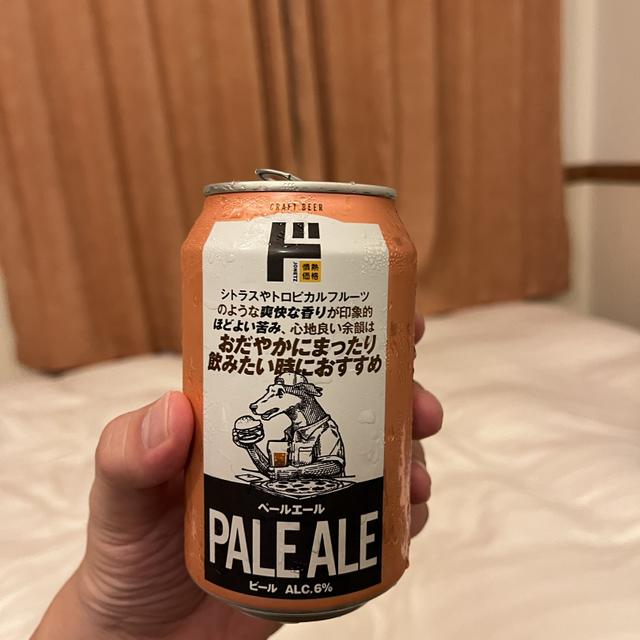 CRAFT BEER
ド
JONETZ
情熱
価格
シトラスやトロピカルフルーツ
のような爽快な香りが印象的
ほどよい苦み、心地良い余韻は
おだやかにまったり
飲みたい時におすすめ
ペールエール
PALE ALE
ビール ALC.6%